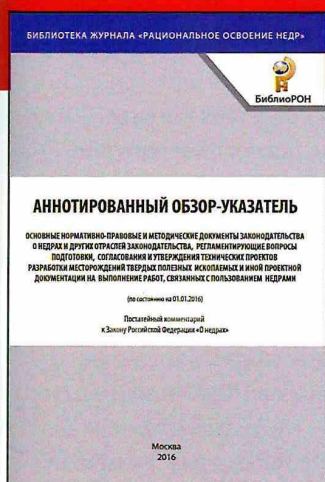 БИБЛИОТЕКА ЖУРНАЛА «РАЦИОНАЛЬНОЕ ОСВОЕНИЕ НЕДР»
БиблиоРОН
АННОТИРОВАННЫЙ ОБЗОР-УКАЗАТЕЛЬ
ОСНОВНЫЕ НОРМАТИВНО-ПРАВОВЫЕ И МЕТОДИЧЕСКИЕ ДОКУМЕНТЫ ЗАКОНОДАТЕЛЬСТВА
О НЕДРАХ И ДРУГИХ ОТРАСЛЕЙ ЗАКОНОДАТЕЛЬСТВА, РЕГЛАМЕНТИРУЮЩИЕ ВОПРОСЫ
ПОДГОТОВКИ, СОГЛАСОВАНИЯ И УТВЕРЖДЕНИЯ ТЕХНИЧЕСКИХ ПРОЕКТОВ
РАЗРАБОТКИ МЕСТОРОЖДЕНИЙ ТВЕРДЫХ ПОЛЕЗНЫХ ИСКОПАЕМЫХ И ИНОЙ ПРОЕКТНОЙ
ДОКУМЕНТАЦИИ НА ВЫПОЛНЕНИЕ РАБОТ, СВЯЗАННЫХ С ПОЛЬЗОВАНИЕМ НЕДРАМИ
(по состоянию на 01.01.2016)
Постатейный комментарий
к Закону Российской Федерации «О недрах»
Москва
2016